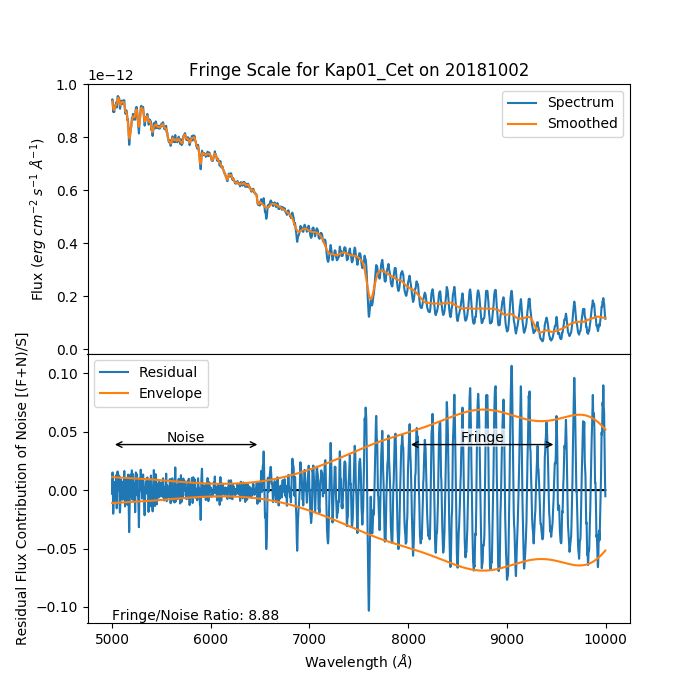 Fringe Scale for Kap01_Cet on 20181002
1e−12
1.0
0.8
0.6
0.4
0.2
0.0
Flux (erg cm⁻² s⁻¹ Å⁻¹)
Spectrum
Smoothed
Residual
Envelope
0.10
0.05
0.00
−0.05
−0.10
Residual Flux Contribution of Noise [(F+N)/S]
Noise
Fringe
Fringe/Noise Ratio: 8.88
5000 6000 7000 8000 9000 10000
Wavelength (Å)